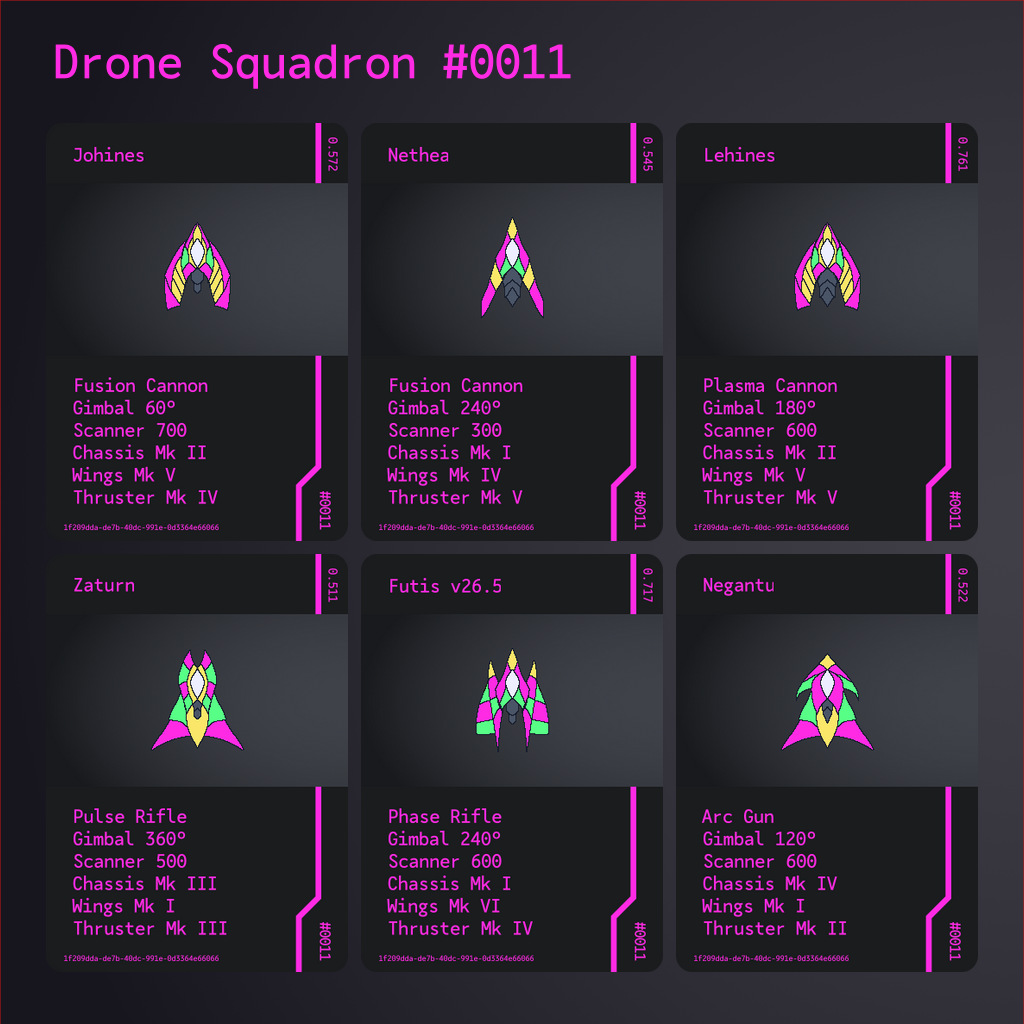 Drone Squadron #0011
Johines
0.572
Fusion Cannon
Gimbal 60°
Scanner 700
Chassis Mk II
Wings Mk V
Thruster Mk IV
#0011
1f209dda-de7b-40dc-991e-0d3364e66066
Nethea
0.545
Fusion Cannon
Gimbal 240°
Scanner 300
Chassis Mk I
Wings Mk IV
Thruster Mk V
#0011
1f209dda-de7b-40dc-991e-0d3364e66066
Lehines
0.761
Plasma Cannon
Gimbal 180°
Scanner 600
Chassis Mk II
Wings Mk V
Thruster Mk V
#0011
1f209dda-de7b-40dc-991e-0d3364e66066
Zaturn
0.511
Pulse Rifle
Gimbal 360°
Scanner 500
Chassis Mk III
Wings Mk I
Thruster Mk III
#0011
1f209dda-de7b-40dc-991e-0d3364e66066
Futis v26.5
0.717
Phase Rifle
Gimbal 240°
Scanner 600
Chassis Mk I
Wings Mk VI
Thruster Mk IV
#0011
1f209dda-de7b-40dc-991e-0d3364e66066
Negantu
0.522
Arc Gun
Gimbal 120°
Scanner 600
Chassis Mk IV
Wings Mk I
Thruster Mk II
#0011
1f209dda-de7b-40dc-991e-0d3364e66066